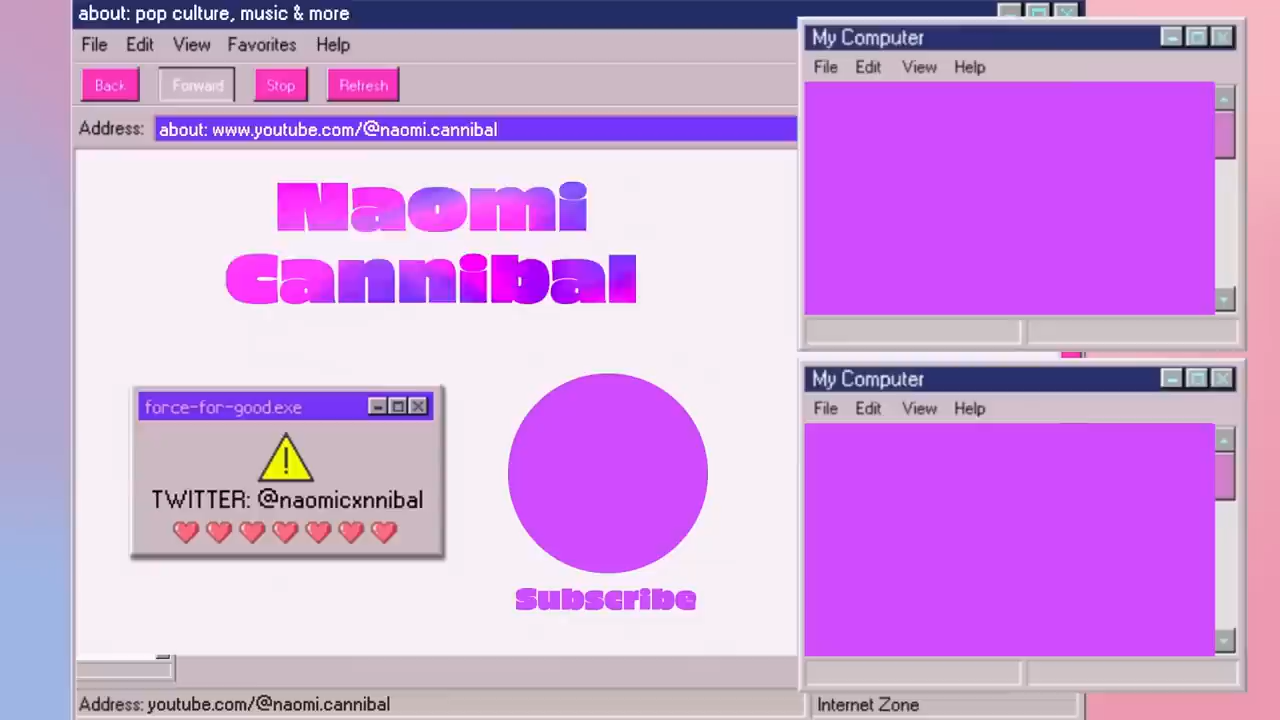 about: pop culture, music & more
File Edit View Favorites Help
Back Forward Stop Refresh
Address: about: www.youtube.com/@naomi.cannibal
Naomi
Cannibal
force-for-good.exe
TWITTER: @naomicxnnibal
Subscribe
Address: youtube.com/@naomi.cannibal
Internet Zone
My Computer
File Edit View Help
My Computer
File Edit View Help